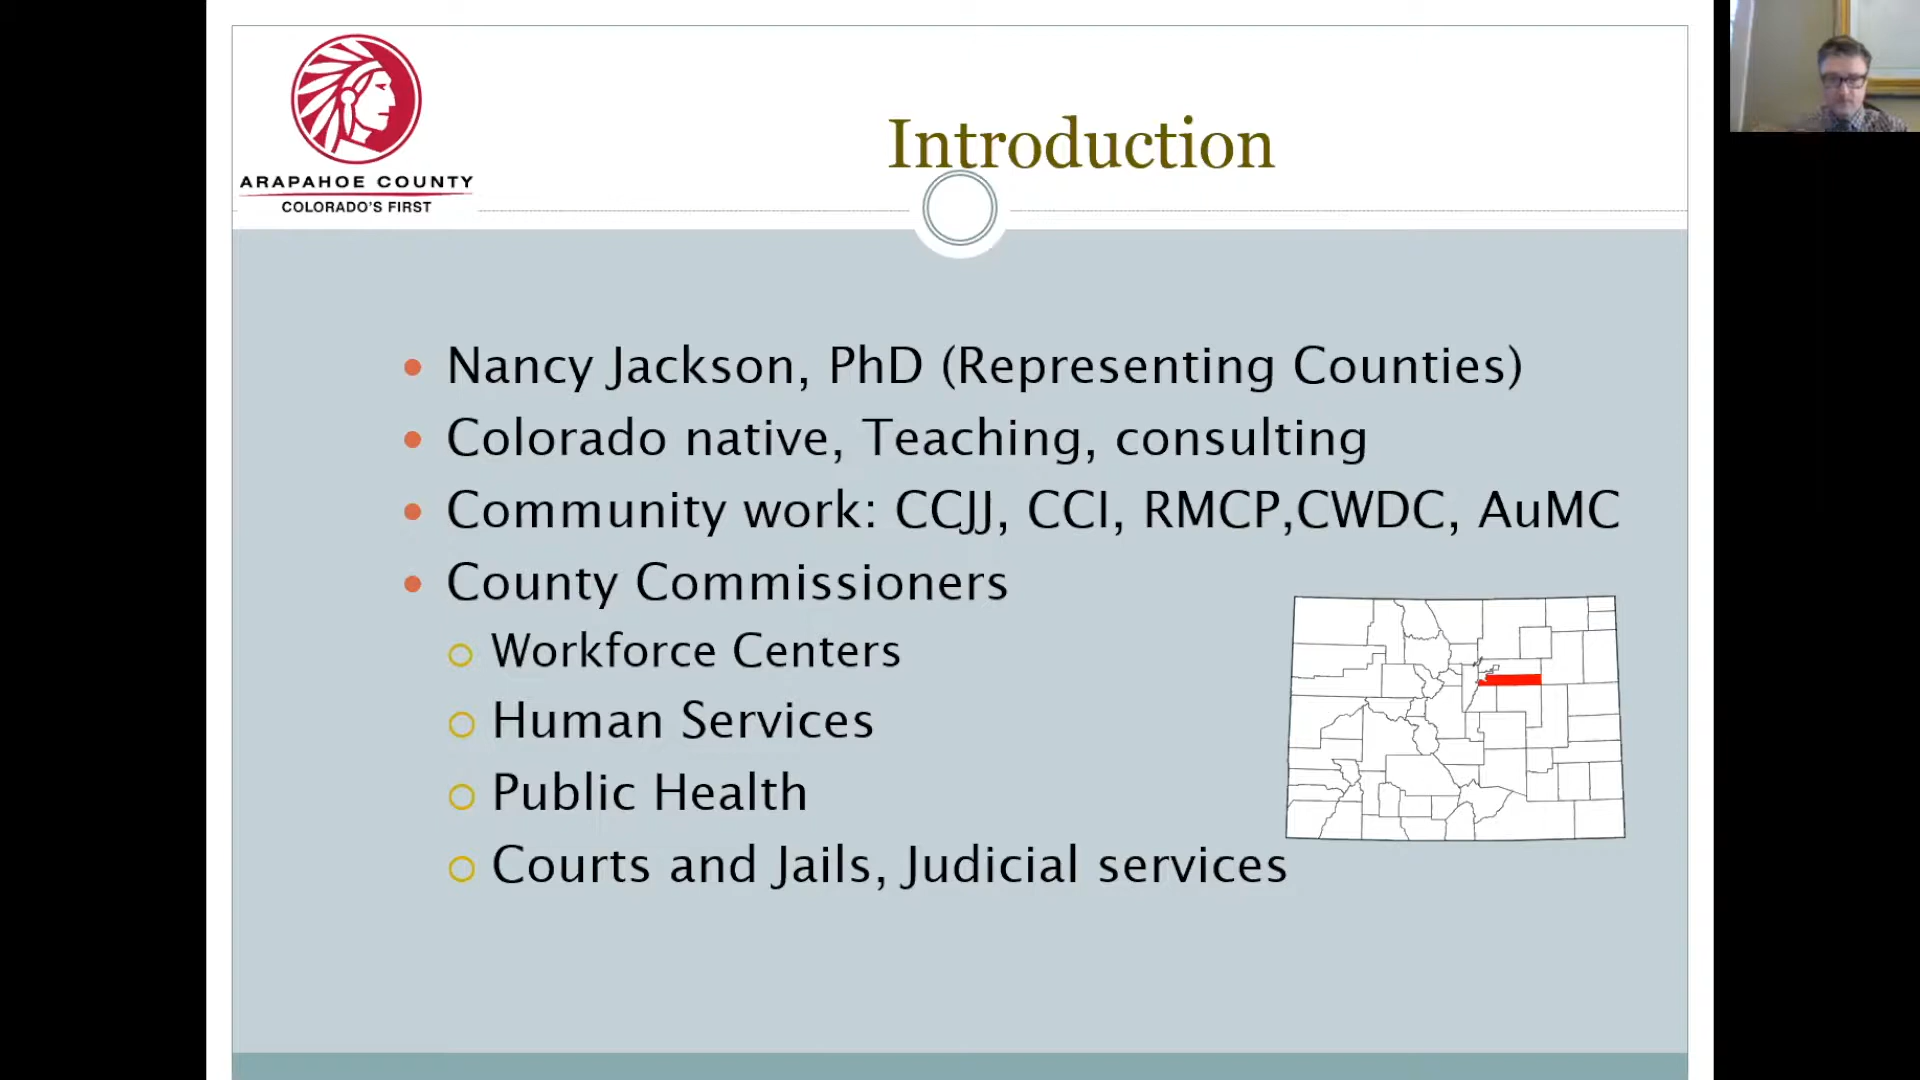 ARAPAHOE COUNTY
COLORADO'S FIRST
Introduction
Nancy Jackson, PhD (Representing Counties)
Colorado native, Teaching, consulting
Community work: CCJJ, CCI, RMCP,CWDC, AuMC
County Commissioners
Workforce Centers
Human Services
Public Health
Courts and Jails, Judicial services